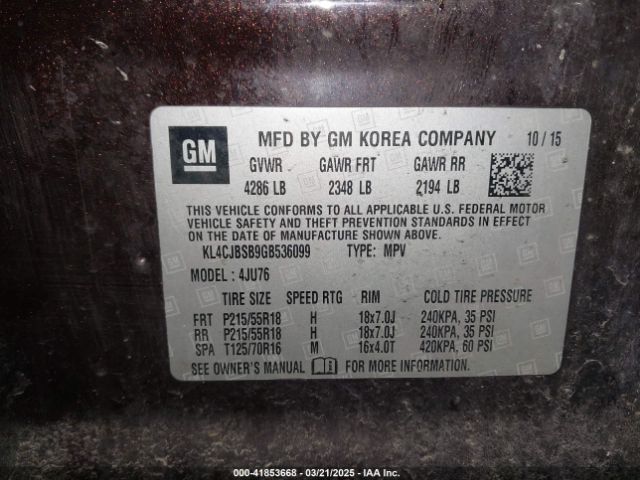 GM
MFD BY GM KOREA COMPANY 10 / 15
GVWR GAWR FRT GAWR RR
4286 LB 2348 LB 2194 LB
THIS VEHICLE CONFORMS TO ALL APPLICABLE U.S. FEDERAL MOTOR
VEHICLE SAFETY AND THEFT PREVENTION STANDARDS IN EFFECT
ON THE DATE OF MANUFACTURE SHOWN ABOVE.
KL4CJBSB9GB536099 TYPE: MPV
MODEL : 4JU76
TIRE SIZE SPEED RTG RIM COLD TIRE PRESSURE
FRT P215/55R18 H 18x7.0J 240KPA, 35 PSI
RR P215/55R18 H 18x7.0J 240KPA, 35 PSI
SPA T125/70R16 M 16x4.0T 420KPA, 60 PSI
SEE OWNER'S MANUAL FOR MORE INFORMATION.
000-41853668 — 03/21/2025 — IAA Inc.